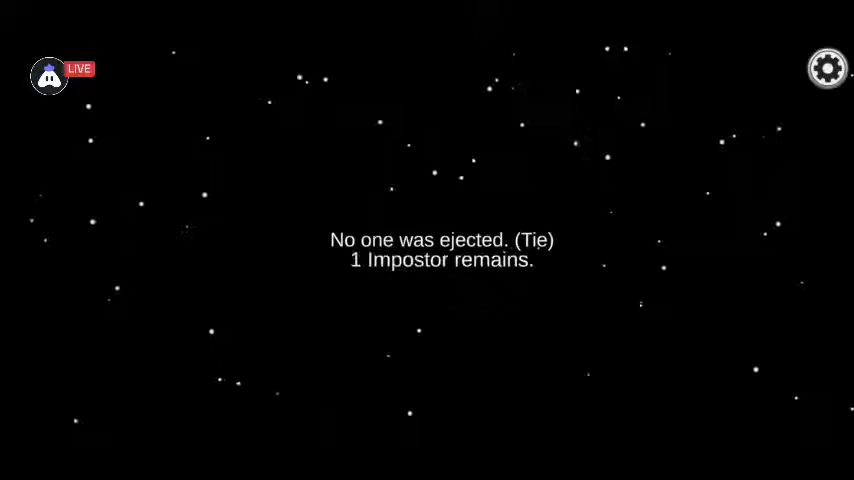 LIVE
No one was ejected. (Tie)
1 Impostor remains.